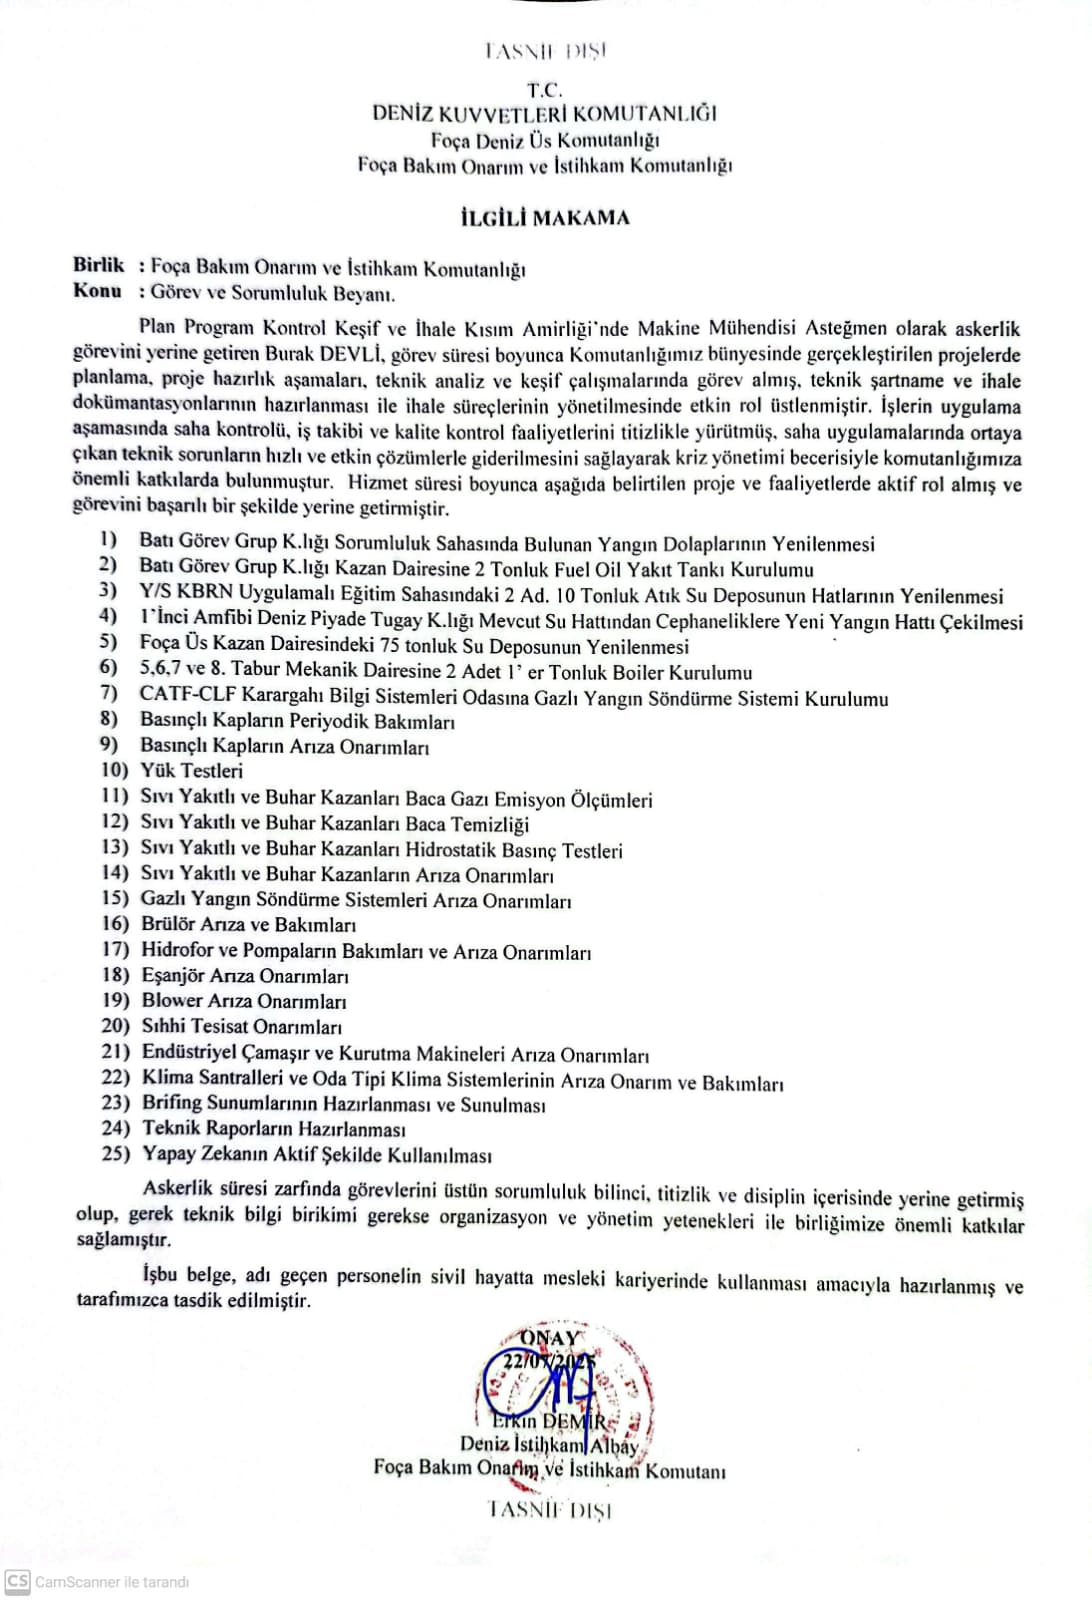 TASNİF DIŞI
T.C.
DENİZ KUVVETLERİ KOMUTANLIĞI
Foça Deniz Üs Komutanlığı
Foça Bakım Onarım ve İstihkam Komutanlığı
İLGİLİ MAKAMA
Birlik : Foça Bakım Onarım ve İstihkam Komutanlığı
Konu : Görev ve Sorumluluk Beyanı.
Plan Program Kontrol Keşif ve İhale Kısım Amirliği'nde Makine Mühendisi Asteğmen olarak askerlik
görevini yerine getiren Burak DEVLİ, görev süresi boyunca Komutanlığımız bünyesinde gerçekleştirilen projelerde
planlama, proje hazırlık aşamaları, teknik analiz ve keşif çalışmalarında görev almış, teknik şartname ve ihale
dokümantasyonlarının hazırlanması ile ihale süreçlerinin yönetilmesinde etkin rol üstlenmiştir. İşlerin uygulama
aşamasında saha kontrolü, iş takibi ve kalite kontrol faaliyetlerini titizlikle yürütmüş, saha uygulamalarında ortaya
çıkan teknik sorunların hızlı ve etkin çözümlerle giderilmesini sağlayarak kriz yönetimi becerisiyle komutanlığımıza
önemli katkılarda bulunmuştur. Hizmet süresi boyunca aşağıda belirtilen proje ve faaliyetlerde aktif rol almış ve
görevini başarılı bir şekilde yerine getirmiştir.
1) Batı Görev Grup K.lığı Sorumluluk Sahasında Bulunan Yangın Dolaplarının Yenilenmesi
2) Batı Görev Grup K.lığı Kazan Dairesine 2 Tonluk Fuel Oil Yakıt Tankı Kurulumu
3) Y/S KBRN Uygulamalı Eğitim Sahasındaki 2 Ad. 10 Tonluk Atık Su Deposunun Hatlarının Yenilenmesi
4) 1'İnci Amfibi Deniz Piyade Tugay K.lığı Mevcut Su Hattından Cephaneliklere Yeni Yangın Hattı Çekilmesi
5) Foça Üs Kazan Dairesindeki 75 tonluk Su Deposunun Yenilenmesi
6) 5,6,7 ve 8. Tabur Mekanik Dairesine 2 Adet 1' er Tonluk Boiler Kurulumu
7) CATF-CLF Karargahı Bilgi Sistemleri Odasına Gazlı Yangın Söndürme Sistemi Kurulumu
8) Basınçlı Kapların Periyodik Bakımları
9) Basınçlı Kapların Arıza Onarımları
10) Yük Testleri
11) Sıvı Yakıtlı ve Buhar Kazanları Baca Gazı Emisyon Ölçümleri
12) Sıvı Yakıtlı ve Buhar Kazanları Baca Temizliği
13) Sıvı Yakıtlı ve Buhar Kazanları Hidrostatik Basınç Testleri
14) Sıvı Yakıtlı ve Buhar Kazanların Arıza Onarımları
15) Gazlı Yangın Söndürme Sistemleri Arıza Onarımları
16) Brülör Arıza ve Bakımları
17) Hidrofor ve Pompaların Bakımları ve Arıza Onarımları
18) Eşanjör Arıza Onarımları
19) Blower Arıza Onarımları
20) Sıhhi Tesisat Onarımları
21) Endüstriyel Çamaşır ve Kurutma Makineleri Arıza Onarımları
22) Klima Santralleri ve Oda Tipi Klima Sistemlerinin Arıza Onarım ve Bakımları
23) Brifing Sunumlarının Hazırlanması ve Sunulması
24) Teknik Raporların Hazırlanması
25) Yapay Zekanın Aktif Şekilde Kullanılması
Askerlik süresi zarfında görevlerini üstün sorumluluk bilinci, titizlik ve disiplin içerisinde yerine getirmiş
olup, gerek teknik bilgi birikimi gerekse organizasyon ve yönetim yetenekleri ile birliğimize önemli katkılar
sağlamıştır.
İşbu belge, adı geçen personelin sivil hayatta mesleki kariyerinde kullanması amacıyla hazırlanmış ve
tarafımızca tasdik edilmiştir.
ONAY
Erkin DEMİR
Deniz İstihkam Albay
Foça Bakım Onarım ve İstihkam Komutanı
TASNİF DIŞI
CS CamScanner ile tarandı